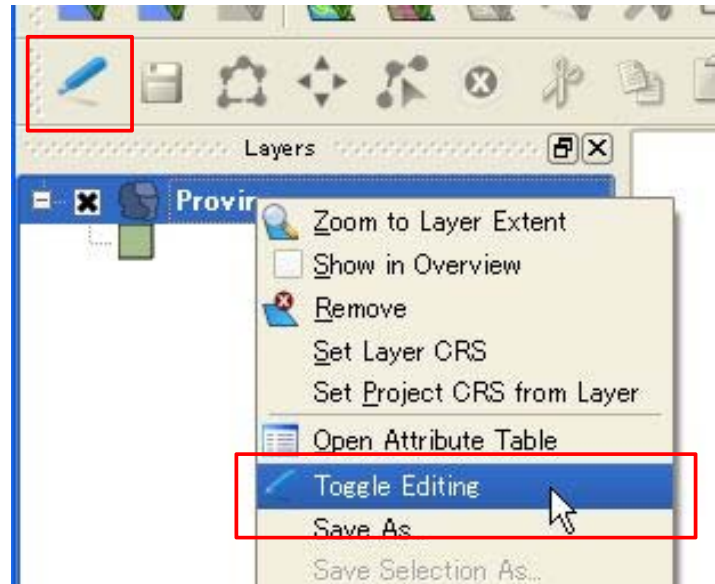 Layers
Provin
Zoom to Layer Extent
Show in Overview
Remove
Set Layer CRS
Set Project CRS from Layer
Open Attribute Table
Toggle Editing
Save As
Save Selection As...